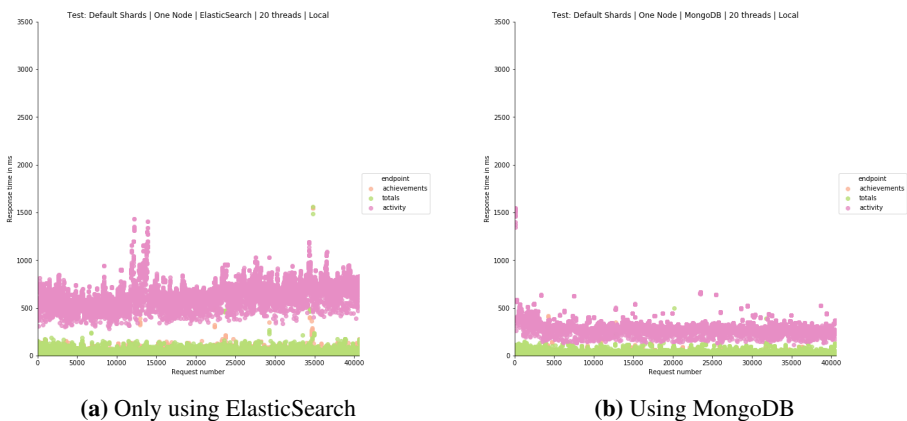 Test: Default Shards | One Node | ElasticSearch | 20 threads | Local
3500
3000
2500
2000
1500
1000
500
0
Response time in ms
0 5000 10000 15000 20000 25000 30000 35000 40000
Request number
endpoint
achievements
totals
activity
(a) Only using ElasticSearch
Test: Default Shards | One Node | MongoDB | 20 threads | Local
3500
3000
2500
2000
1500
1000
500
0
Response time in ms
0 5000 10000 15000 20000 25000 30000 35000 40000
Request number
endpoint
achievements
totals
activity
(b) Using MongoDB